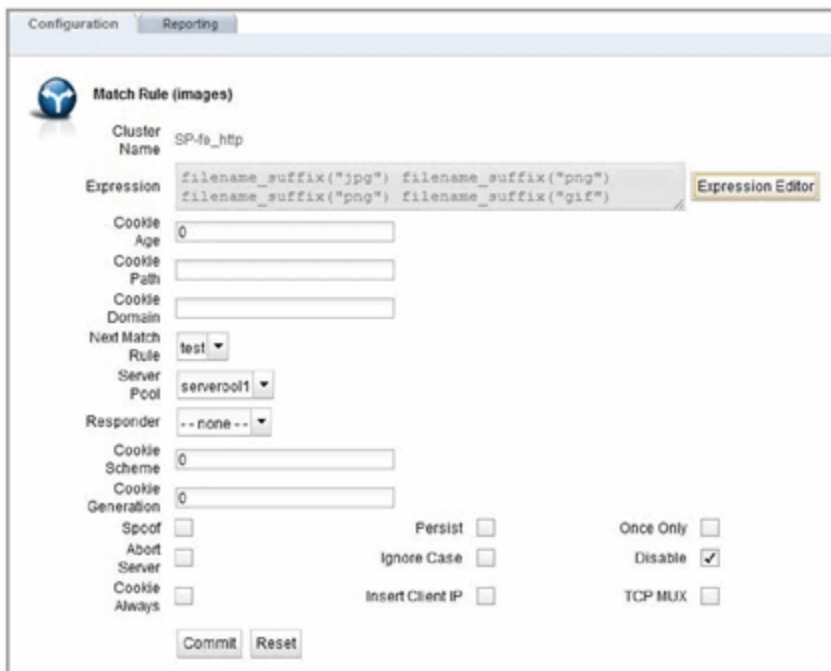 Configuration
Reporting
Match Rule (images)
Cluster Name
SP-fe_http
Expression
filename_suffix("jpg") filename_suffix("png")
filename_suffix("png") filename_suffix("gif")
Expression Editor
Cookie Age
0
Cookie Path
Cookie Domain
Next Match Rule
test
Server Pool
serverool1
Responder
-- none --
Cookie Scheme
0
Cookie Generation
0
Spoof
Persist
Once Only
Abort Server
Ignore Case
Disable
Cookie Always
Insert Client IP
TCP MUX
Commit
Reset